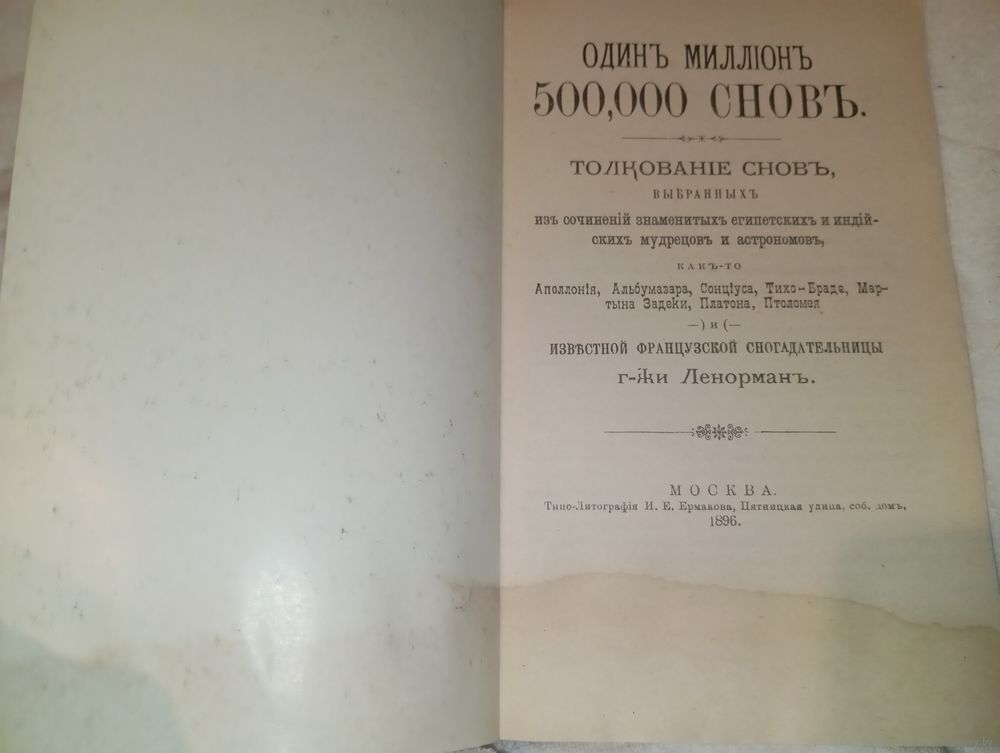 ОДИНЪ МИЛЛІОНЪ
500,000 СНОВЪ.
ТОЛКОВАНІЕ СНОВЪ,
ВЫБРАННЫХЪ
изъ сочиненій знаменитыхъ египетскихъ и индій-
скихъ мудрецовъ и астрономовъ,
КАКЪ-ТО
Аполлонія, Альбумазара, Сонціуса, Тихо-Браде, Мар-
тына Задеки, Платона, Птоломея
—) и (—
ИЗВѢСТНОЙ ФРАНЦУЗСКОЙ СНОГАДАТЕЛЬНИЦЫ
г-жи Ленорманъ.
МОСКВА.
Типо-Литографія И. Е. Ермакова, Пятницкая улица, соб. домъ,
1896.